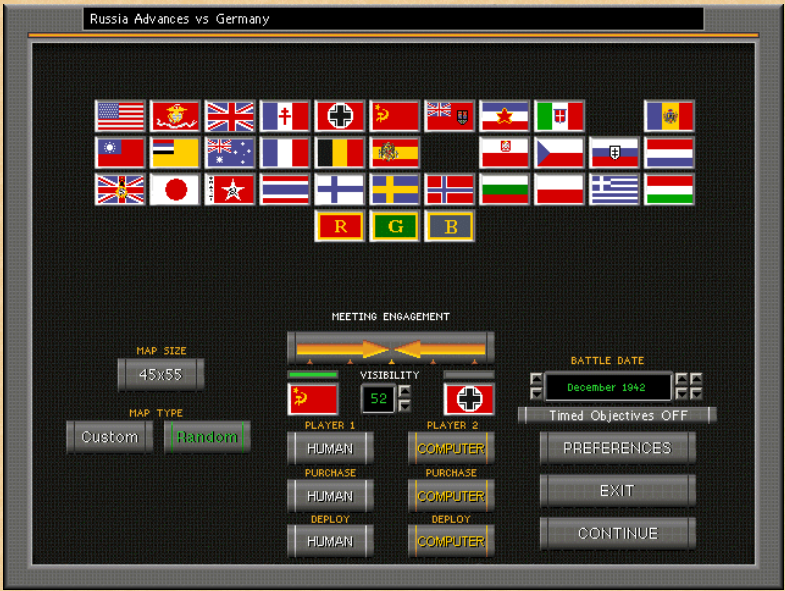 Russia Advances vs Germany
R G B
MEETING ENGAGEMENT
MAP SIZE
45x55
MAP TYPE
Custom Random
VISIBILITY
52
PLAYER 1 PLAYER 2
HUMAN COMPUTER
PURCHASE PURCHASE
HUMAN COMPUTER
DEPLOY DEPLOY
HUMAN COMPUTER
BATTLE DATE
December 1942
Timed Objectives OFF
PREFERENCES
EXIT
CONTINUE